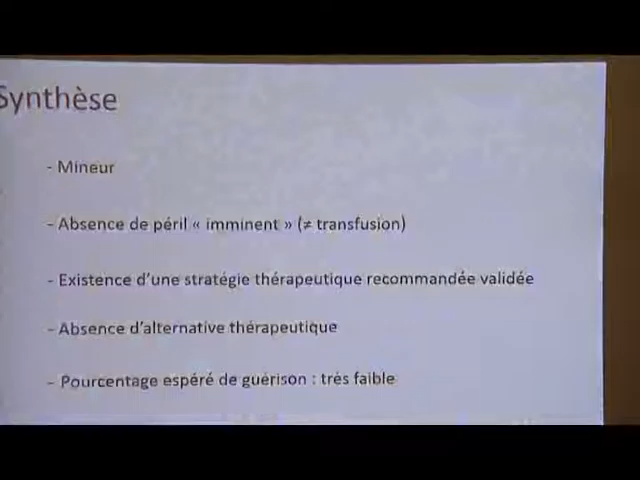 Synthèse
- Mineur
- Absence de péril « imminent » (≠ transfusion)
- Existence d'une stratégie thérapeutique recommandée validée
- Absence d'alternative thérapeutique
- Pourcentage espéré de guérison : très faible